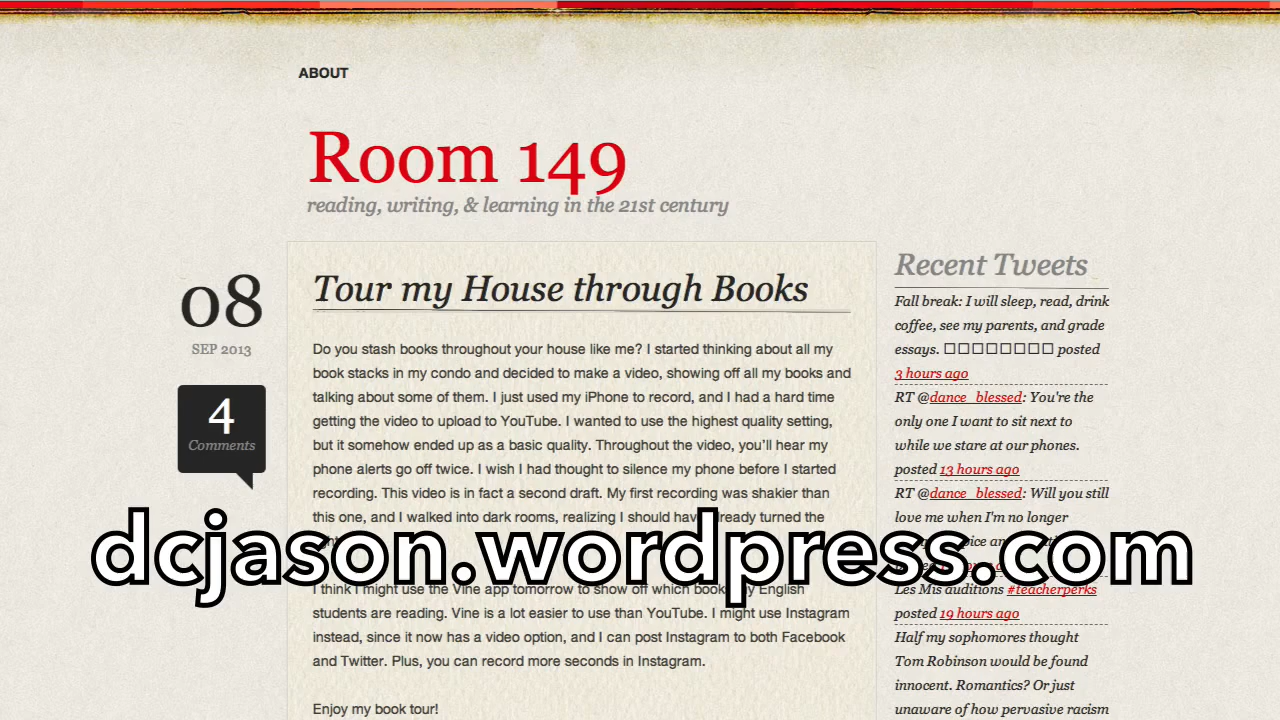 ABOUT
Room 149
reading, writing, & learning in the 21st century
08
SEP 2013
4
Comments
Tour my House through Books
Do you stash books throughout your house like me? I started thinking about all my
book stacks in my condo and decided to make a video, showing off all my books and
talking about some of them. I just used my iPhone to record, and I had a hard time
getting the video to upload to YouTube. I wanted to use the highest quality setting,
but it somehow ended up as a basic quality. Throughout the video, you'll hear my
phone alerts go off twice. I wish I had thought to silence my phone before I started
recording. This video is in fact a second draft. My first recording was shakier than
this one, and I walked into dark rooms, realizing I should have already turned the
I think I might use the Vine app tomorrow to show off which books my English
students are reading. Vine is a lot easier to use than YouTube. I might use Instagram
instead, since it now has a video option, and I can post Instagram to both Facebook
and Twitter. Plus, you can record more seconds in Instagram.
Enjoy my book tour!
Recent Tweets
Fall break: I will sleep, read, drink
coffee, see my parents, and grade
essays. □□□□□□□□ posted
3 hours ago
RT @dance_blessed: You're the
only one I want to sit next to
while we stare at our phones.
posted 13 hours ago
RT @dance_blessed: Will you still
love me when I'm no longer
Les Mis auditions #teacherperks
posted 19 hours ago
Half my sophomores thought
Tom Robinson would be found
innocent. Romantics? Or just
unaware of how pervasive racism
dcjason.wordpress.com